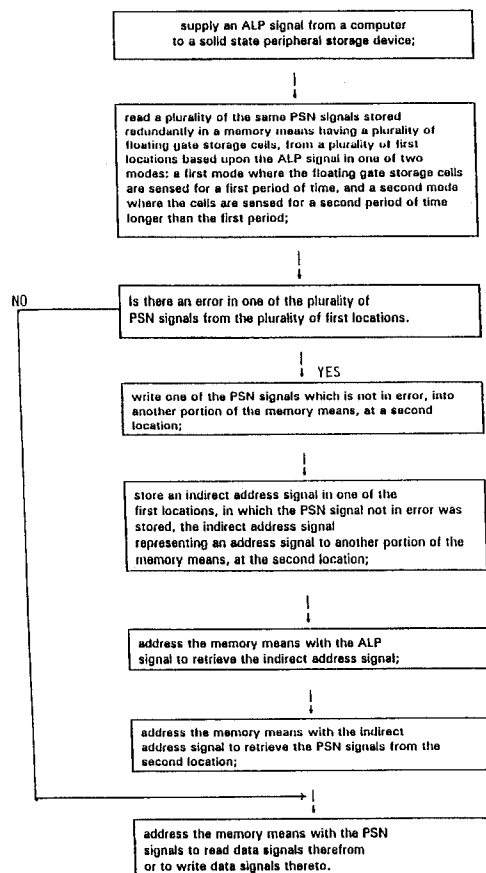 supply an ALP signal from a computer
to a solid state peripheral storage device;
read a plurality of the same PSN signals stored
redundantly in a memory means having a plurality of
floating gate storage cells, from a plurality of first
locations based upon the ALP signal in one of two
modes: a first mode where the floating gate storage cells
are sensed for a first period of time, and a second mode
where the cells are sensed for a second period of time
longer than the first period;
NO
Is there an error in one of the plurality of
PSN signals from the plurality of first locations.
YES
write one of the PSN signals which is not in error, into
another portion of the memory means, at a second
location;
store an indirect address signal in one of the
first locations, in which the PSN signal not in error was
stored, the indirect address signal
representing an address signal to another portion of the
memory means, at the second location;
address the memory means with the ALP
signal to retrieve the indirect address signal;
address the memory means with the indirect
address signal to retrieve the PSN signals from the
second location;
address the memory means with the PSN
signals to read data signals therefrom
or to write data signals thereto.